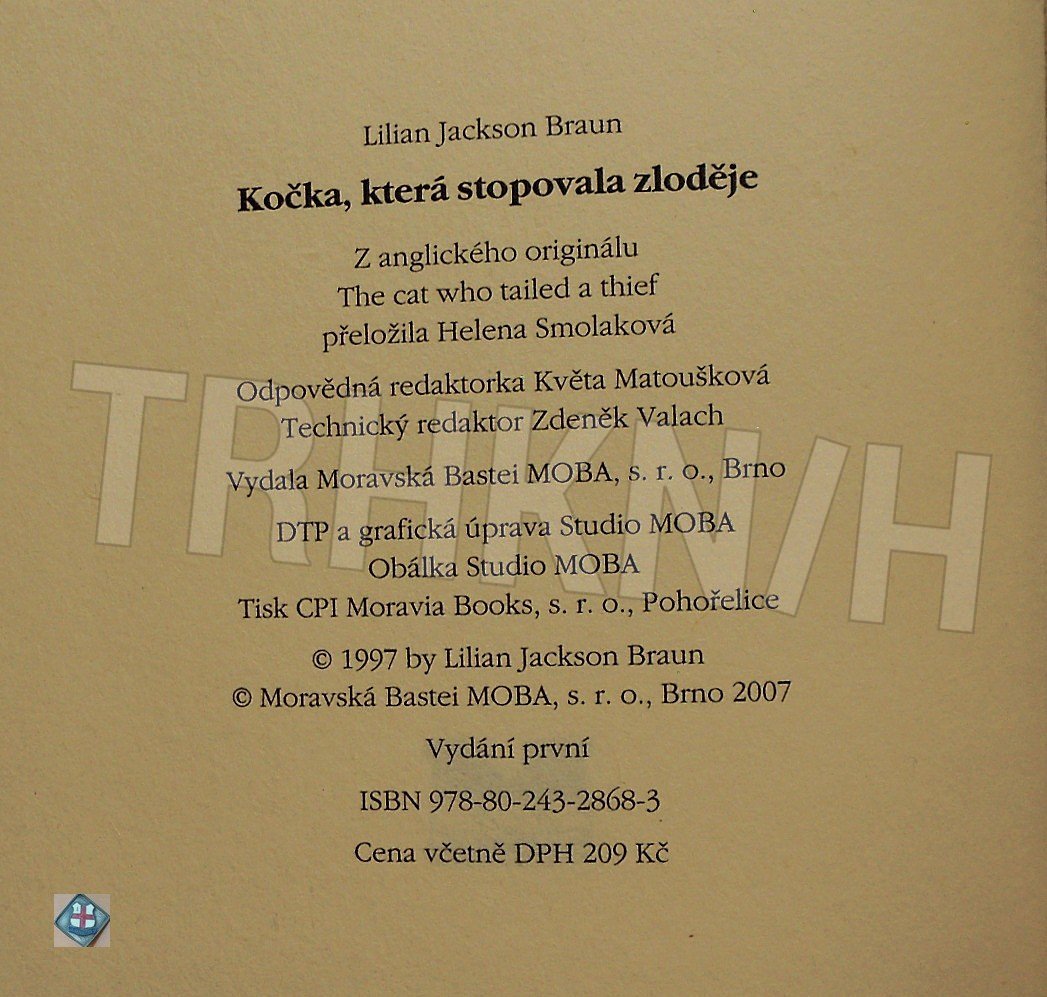 Lilian Jackson Braun
Kočka, která stopovala zloděje
Z anglického originálu
The cat who tailed a thief
přeložila Helena Smolaková
Odpovědná redaktorka Květa Matoušková
Technický redaktor Zdeněk Valach
Vydala Moravská Bastei MOBA, s. r. o., Brno
TRHKNIH
DTP a grafická úprava Studio MOBA
Obálka Studio MOBA
Tisk CPI Moravia Books, s. r. o., Pohořelice
© 1997 by Lilian Jackson Braun
© Moravská Bastei MOBA, s. r. o., Brno 2007
Vydání první
ISBN 978-80-243-2868-3
Cena včetně DPH 209 Kč